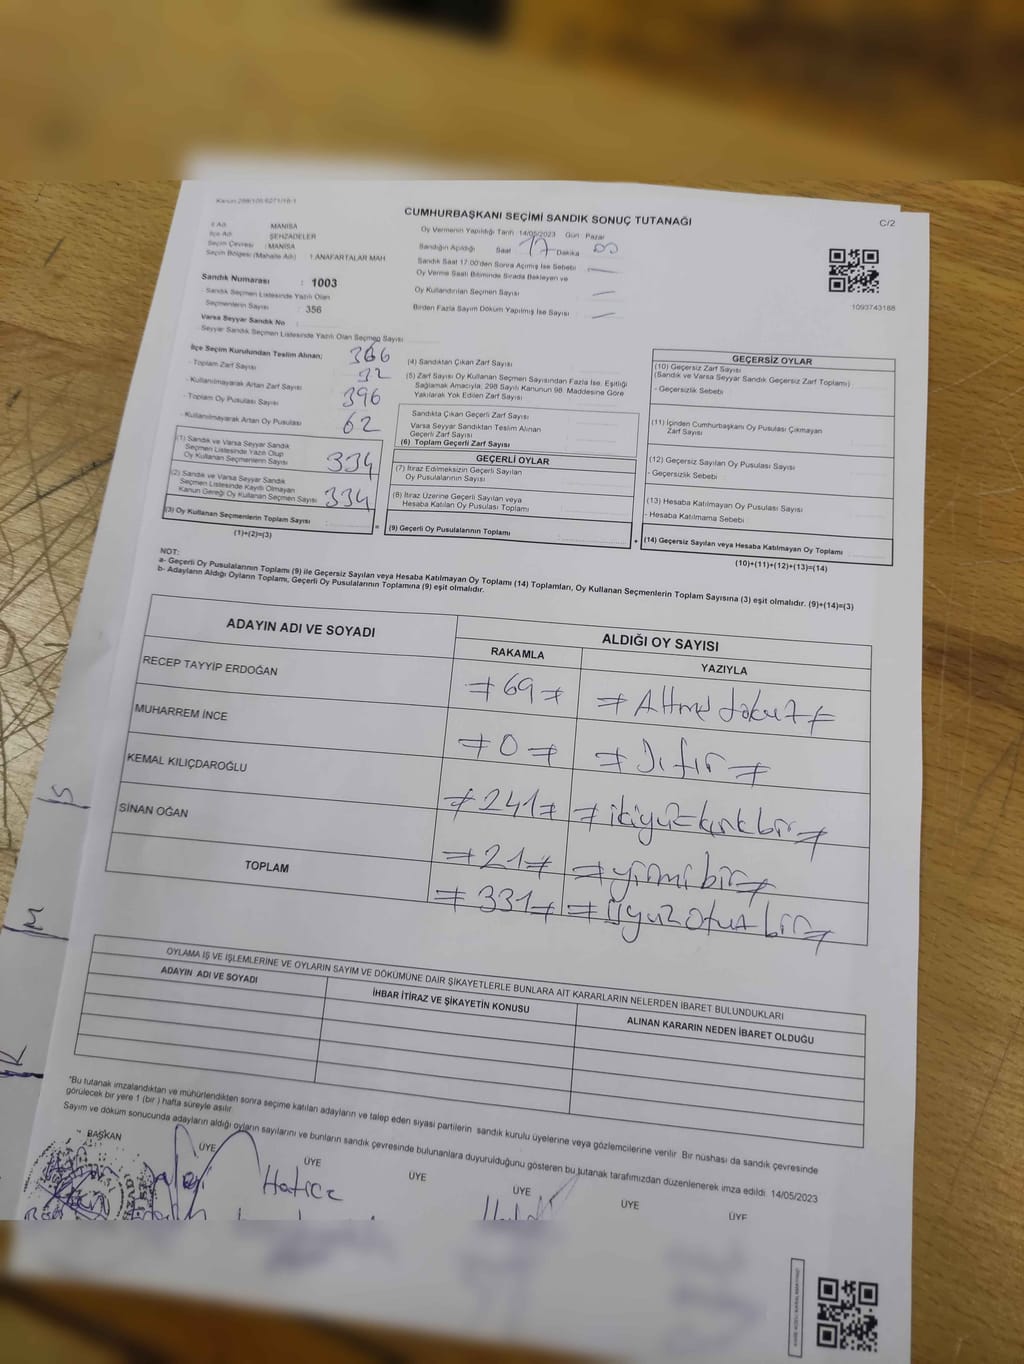 Kanun 298/105 6271/18-1
CUMHURBAŞKANI SEÇİMİ SANDIK SONUÇ TUTANAĞI
C/2
İl Adı : MANİSA
İlçe Adı : ŞEHZADELER
Seçim Çevresi : MANİSA
Seçim Bölgesi (Mahalle Adı) : 1.ANAFARTALAR MAH
Oy Vermenin Yapıldığı Tarih : 14/05/2023 Gün : Pazar
Sandığın Açıldığı Saat 17 Dakika 00
Sandık Saat 17:00'den Sonra Açılmış İse Sebebi
Oy Verme Saati Bitiminde Sırada Bekleyen ve
Oy Kullandırılan Seçmen Sayısı
Birden Fazla Sayım Döküm Yapılmış İse Sayısı
1093743188
Sandık Numarası : 1003
Sandık Seçmen Listesinde Yazılı Olan
Seçmenlerin Sayısı : 356
Varsa Seyyar Sandık No :
Seyyar Sandık Seçmen Listesinde Yazılı Olan Seçmen Sayısı
İlçe Seçim Kurulundan Teslim Alınan;
- Toplam Zarf Sayısı 366
- Kullanılmayarak Artan Zarf Sayısı 32
- Toplam Oy Pusulası Sayısı 396
- Kullanılmayarak Artan Oy Pusulası 62
(1) Sandık ve Varsa Seyyar Sandık
Seçmen Listesinde Yazılı Olup
Oy Kullanan Seçmenlerin Sayısı 334
(2) Sandık ve Varsa Seyyar Sandık
Seçmen Listesinde Kayıtlı Olmayan
Kanun Gereği Oy Kullanan Seçmen Sayısı 334
(3) Oy Kullanan Seçmenlerin Toplam Sayısı
(1)+(2)=(3)
(4) Sandıktan Çıkan Zarf Sayısı
(5) Zarf Sayısı Oy Kullanan Seçmen Sayısından Fazla İse, Eşitliği
Sağlamak Amacıyla, 298 Sayılı Kanunun 98. Maddesine Göre
Yakılarak Yok Edilen Zarf Sayısı
Sandıkta Çıkan Geçerli Zarf Sayısı
Varsa Seyyar Sandıktan Teslim Alınan
Geçerli Zarf Sayısı
(6) Toplam Geçerli Zarf Sayısı
GEÇERLİ OYLAR
(7) İtiraz Edilmeksizin Geçerli Sayılan
Oy Pusulalarının Sayısı
(8) İtiraz Üzerine Geçerli Sayılan veya
Hesaba Katılan Oy Pusulası Toplamı
(9) Geçerli Oy Pusulalarının Toplamı
GEÇERSİZ OYLAR
(10) Geçersiz Zarf Sayısı
(Sandık ve Varsa Seyyar Sandık Geçersiz Zarf Toplamı)
- Geçersizlik Sebebi
(11) İçinden Cumhurbaşkanı Oy Pusulası Çıkmayan
Zarf Sayısı
(12) Geçersiz Sayılan Oy Pusulası Sayısı
- Geçersizlik Sebebi
(13) Hesaba Katılmayan Oy Pusulası Sayısı
- Hesaba Katılmama Sebebi
(14) Geçersiz Sayılan veya Hesaba Katılmayan Oy Toplamı
(10)+(11)+(12)+(13)=(14)
NOT:
a- Geçerli Oy Pusulalarının Toplamı (9) ile Geçersiz Sayılan veya Hesaba Katılmayan Oy Toplamı (14) Toplamları, Oy Kullanan Seçmenlerin Toplam Sayısına (3) eşit olmalıdır. (9)+(14)=(3)
b- Adayların Aldığı Oyların Toplamı, Geçerli Oy Pusulalarının Toplamına (9) eşit olmalıdır.
ADAYIN ADI VE SOYADI
ALDIĞI OY SAYISI
RAKAMLA YAZIYLA
RECEP TAYYİP ERDOĞAN =69= =Altmış dokuz=
MUHARREM İNCE =0= =Sıfır=
KEMAL KILIÇDAROĞLU =241= =ikiyüz kırk bir=
SİNAN OĞAN =21= =yirmi bir=
TOPLAM =331= =üçyüz otuz bir=
OYLAMA İŞ VE İŞLEMLERİNE VE OYLARIN SAYIM VE DÖKÜMÜNE DAİR ŞİKAYETLERLE BUNLARA AİT KARARLARIN NELERDEN İBARET BULUNDUKLARI
ADAYIN ADI VE SOYADI
İHBAR İTİRAZ VE ŞİKAYETİN KONUSU
ALINAN KARARIN NEDEN İBARET OLDUĞU
*Bu tutanak imzalandıktan ve mühürlendikten sonra seçime katılan adayların ve talep eden siyasi partilerin sandık kurulu üyelerine veya gözlemcilerine verilir. Bir nüshası da sandık çevresinde
görülecek bir yere 1 (bir) hafta süreyle asılır.
Sayım ve döküm sonucunda adayların aldığı oyların sayılarını ve bunların sandık çevresinde bulunanlara duyurulduğunu gösteren bu tutanak tarafımızdan düzenlenerek imza edildi. 14/05/2023
BAŞKAN ÜYE ÜYE ÜYE ÜYE ÜYE ÜYE
Hatice